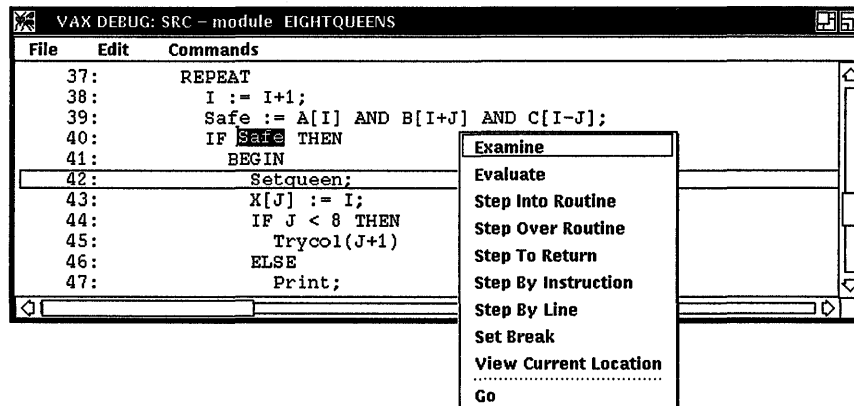 VAX DEBUG: SRC – module EIGHTQUEENS
File Edit Commands
37: REPEAT
38: I := I+1;
39: Safe := A[I] AND B[I+J] AND C[I-J];
40: IF Safe THEN
41: BEGIN
42: Setqueen;
43: X[J] := I;
44: IF J < 8 THEN
45: Trycol(J+1)
46: ELSE
47: Print;
Examine
Evaluate
Step Into Routine
Step Over Routine
Step To Return
Step By Instruction
Step By Line
Set Break
View Current Location
Go